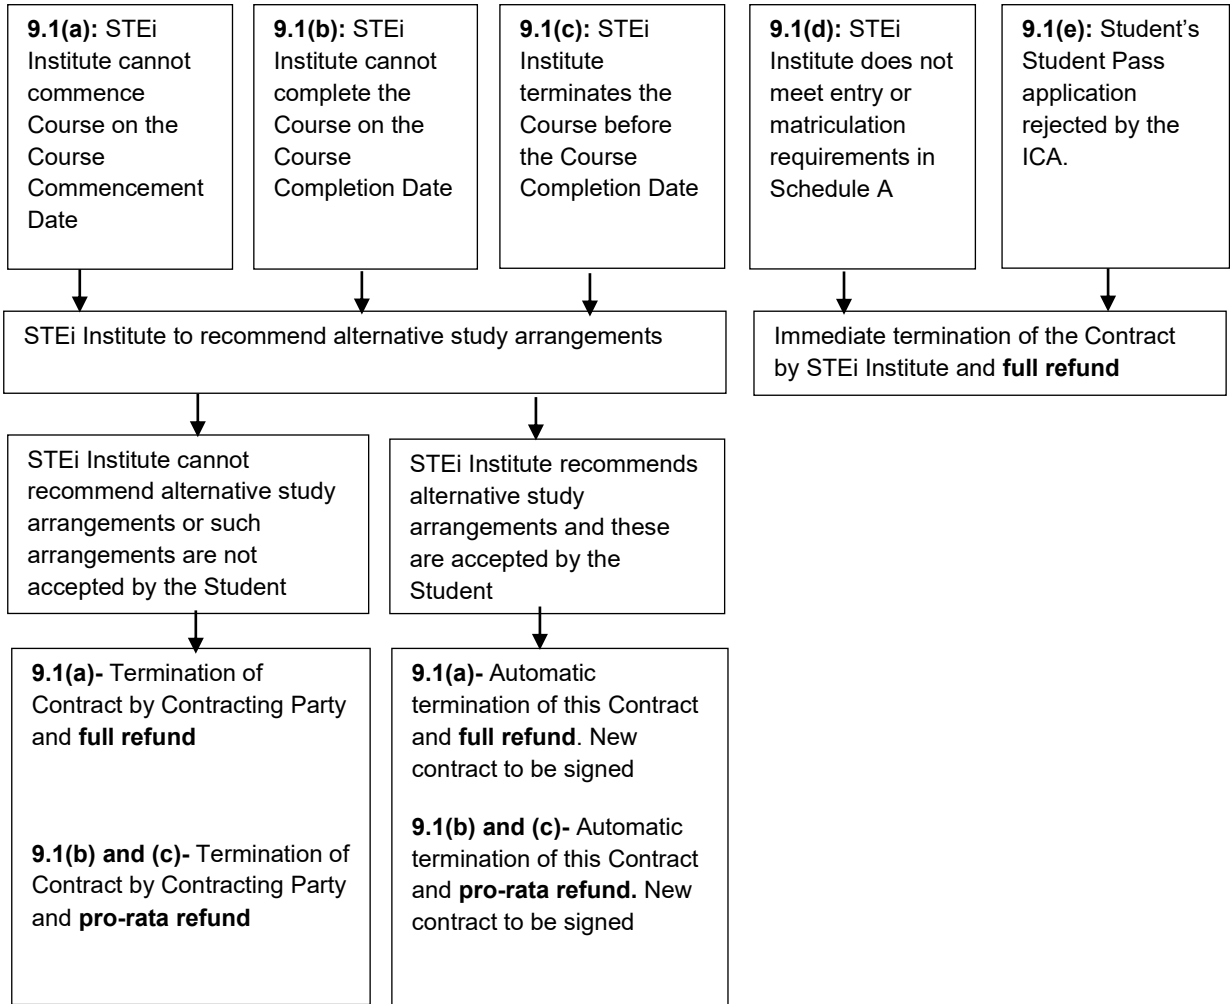 9.1(a): STEi
Institute cannot
commence
Course on the
Course
Commencement
Date
9.1(b): STEi
Institute cannot
complete the
Course on the
Course
Completion Date
9.1(c): STEi
Institute
terminates the
Course before
the Course
Completion Date
9.1(d): STEi
Institute does not
meet entry or
matriculation
requirements in
Schedule A
9.1(e): Student’s
Student Pass
application
rejected by the
ICA.
STEi Institute to recommend alternative study arrangements
Immediate termination of the Contract
by STEi Institute and full refund
STEi Institute cannot
recommend alternative study
arrangements or such
arrangements are not
accepted by the Student
STEi Institute recommends
alternative study
arrangements and these
are accepted by the
Student
9.1(a)- Termination of
Contract by Contracting Party
and full refund
9.1(b) and (c)- Termination of
Contract by Contracting Party
and pro-rata refund
9.1(a)- Automatic
termination of this Contract
and full refund. New
contract to be signed
9.1(b) and (c)- Automatic
termination of this Contract
and pro-rata refund. New
contract to be signed